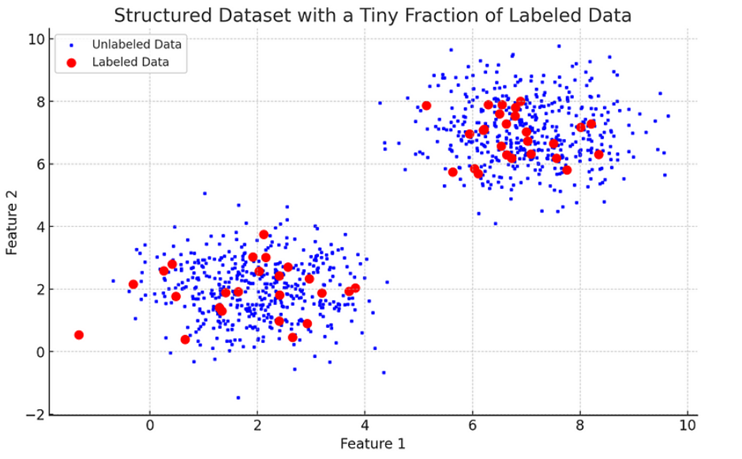 Structured Dataset with a Tiny Fraction of Labeled Data
Unlabeled Data
Labeled Data
10
8
6
4
2
0
−2
Feature 2
0
2
4
6
8
10
Feature 1